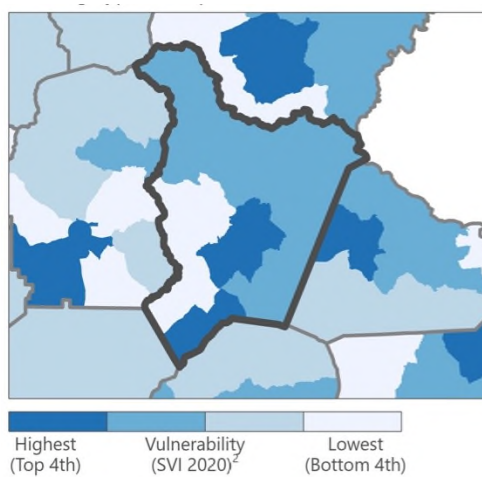 Highest Vulnerability Lowest
(Top 4th) (SVI 2020)² (Bottom 4th)